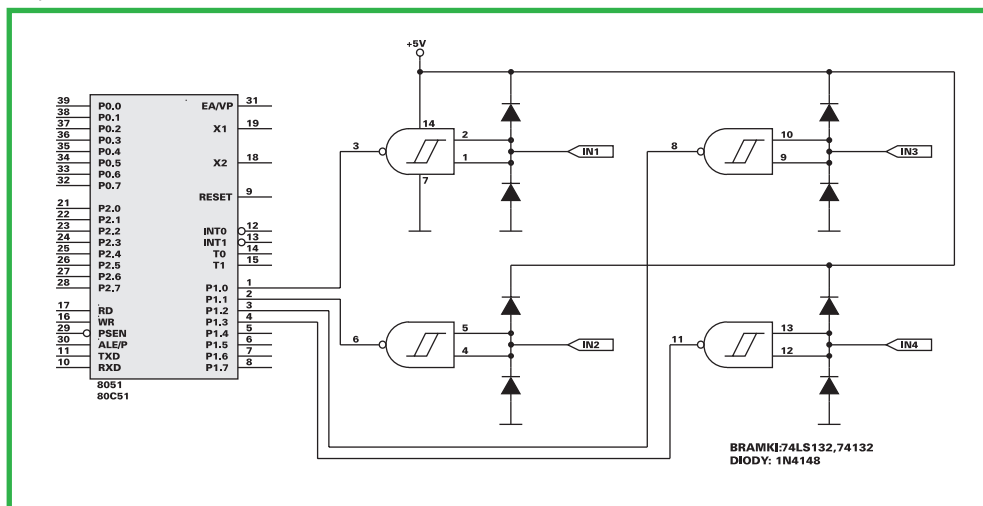 +5V
39 P0.0 EA/VP 31
38 P0.1
37 P0.2 X1 19
36 P0.3
35 P0.4
34 P0.5 X2 18
33 P0.6
32 P0.7
RESET 9
21 P2.0
22 P2.1
23 P2.2 INT0 12
24 P2.3 INT1 13
25 P2.4 T0 14
26 P2.5 T1 15
27 P2.6
28 P2.7 P1.0 1
P1.1 2
17 RD P1.2 3
16 WR P1.3 4
29 PSEN P1.4 5
30 ALE/P P1.5 6
11 TXD P1.6 7
10 RXD P1.7 8
8051
80C51
3 14 2 1 7 IN1
8 10 9 IN3
6 5 4 IN2
11 13 12 IN4
BRAMKI:74LS132,74132
DIODY: 1N4148